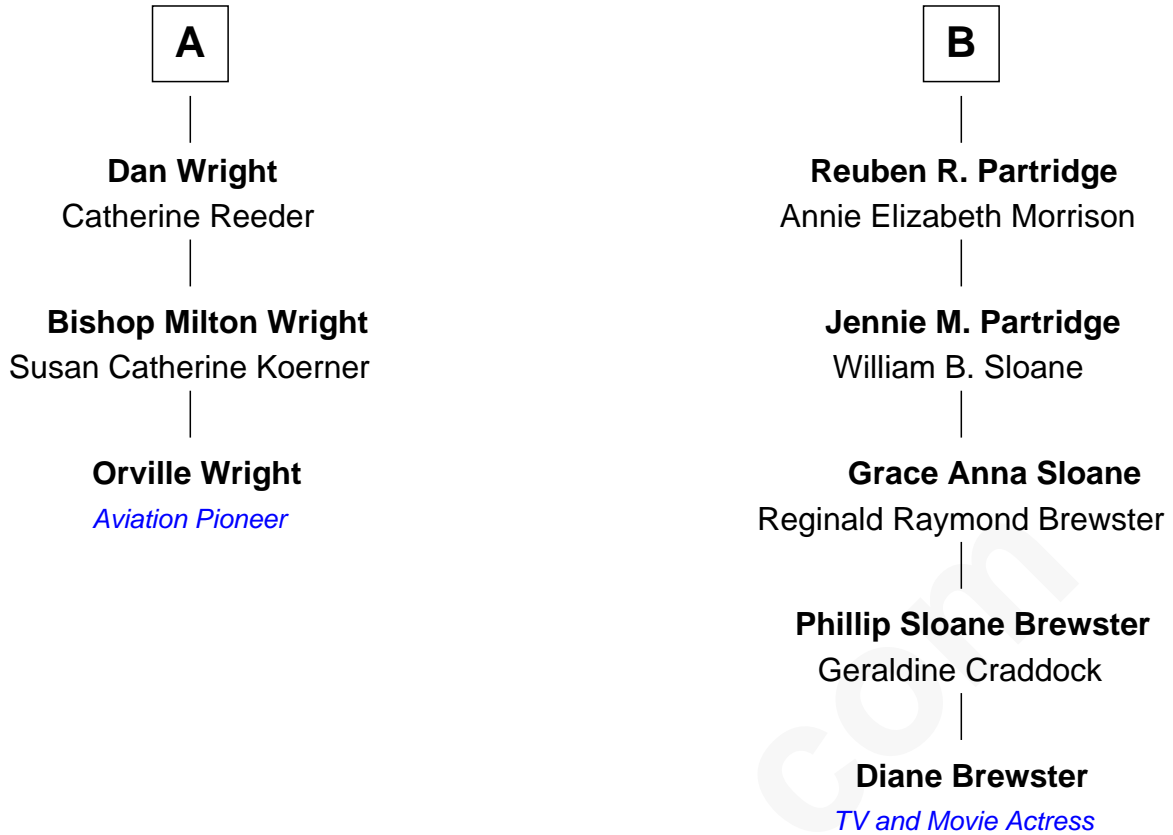 A
Dan Wright
Catherine Reeder
Bishop Milton Wright
Susan Catherine Koerner
Orville Wright
Aviation Pioneer
B
Reuben R. Partridge
Annie Elizabeth Morrison
Jennie M. Partridge
William B. Sloane
Grace Anna Sloane
Reginald Raymond Brewster
Phillip Sloane Brewster
Geraldine Craddock
Diane Brewster
TV and Movie Actress
com